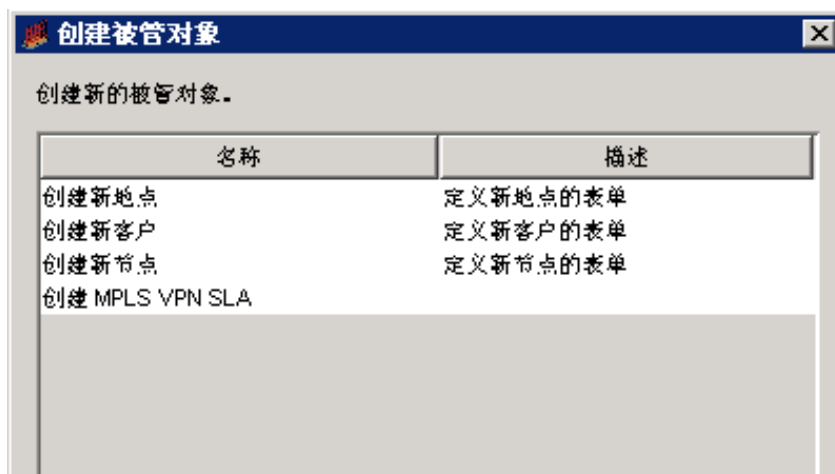 创建被管对象
创建新的被管对象。
名称 描述
创建新地点 定义新地点的表单
创建新客户 定义新客户的表单
创建新节点 定义新节点的表单
创建 MPLS VPN SLA